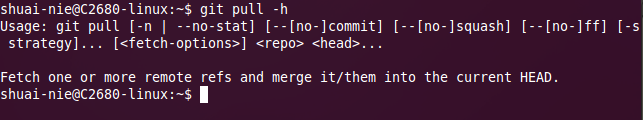 shuai-nie@C2680-linux:~$ git pull -h
Usage: git pull [-n | --no-stat] [--[no-]commit] [--[no-]squash] [--[no-]ff] [-s
 strategy]... [<fetch-options>] <repo> <head>...

Fetch one or more remote refs and merge it/them into the current HEAD.
shuai-nie@C2680-linux:~$